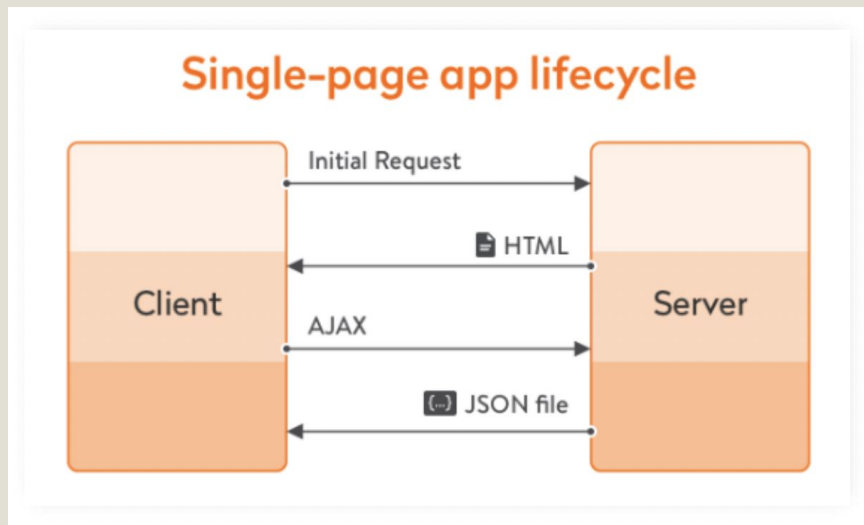 Single-page app lifecycle
Initial Request
HTML
Client
Server
AJAX
{...} JSON file